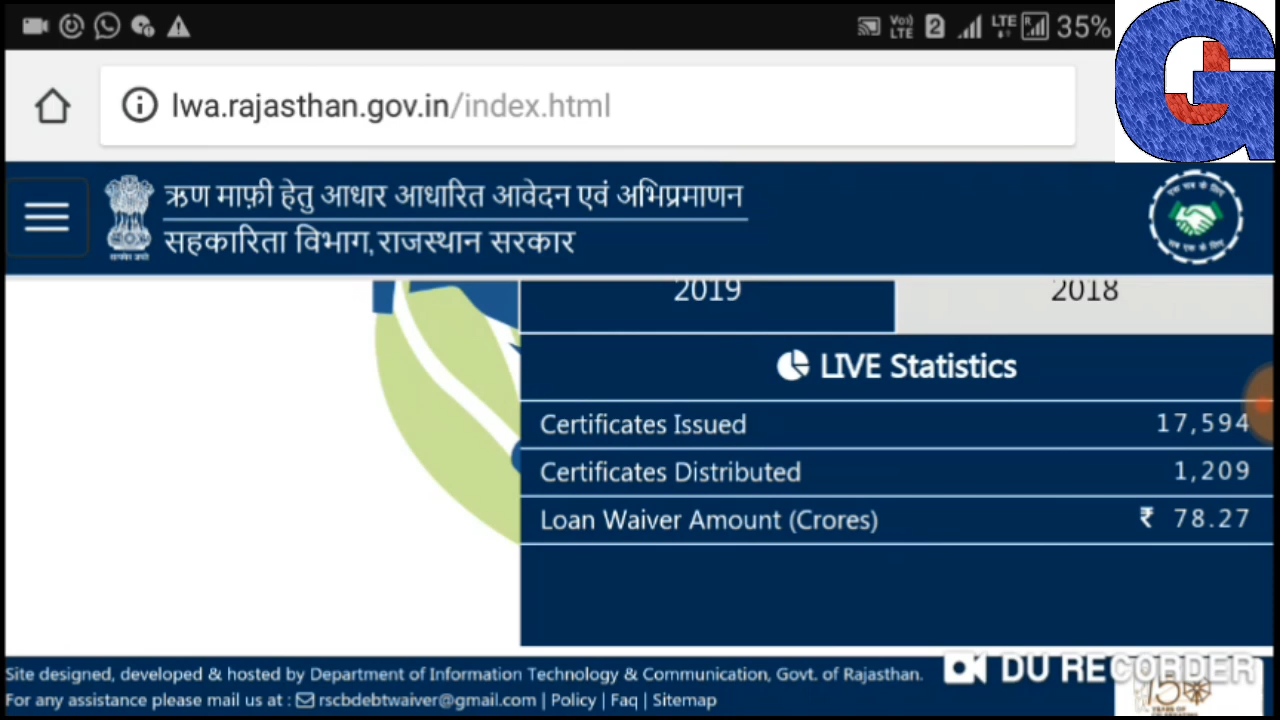 VoLTE 2 LTE R 35%
lwa.rajasthan.gov.in/index.html
ऋण माफ़ी हेतु आधार आधारित आवेदन एवं अभिप्रमाणन
सहकारिता विभाग, राजस्थान सरकार
2019 2018
LIVE Statistics
Certificates Issued 17,594
Certificates Distributed 1,209
Loan Waiver Amount (Crores) ₹ 78.27
Site designed, developed & hosted by Department of Information Technology & Communication, Govt. of Rajasthan.
For any assistance please mail us at : rscbdebtwaiver@gmail.com | Policy | Faq | Sitemap
DU RECORDER